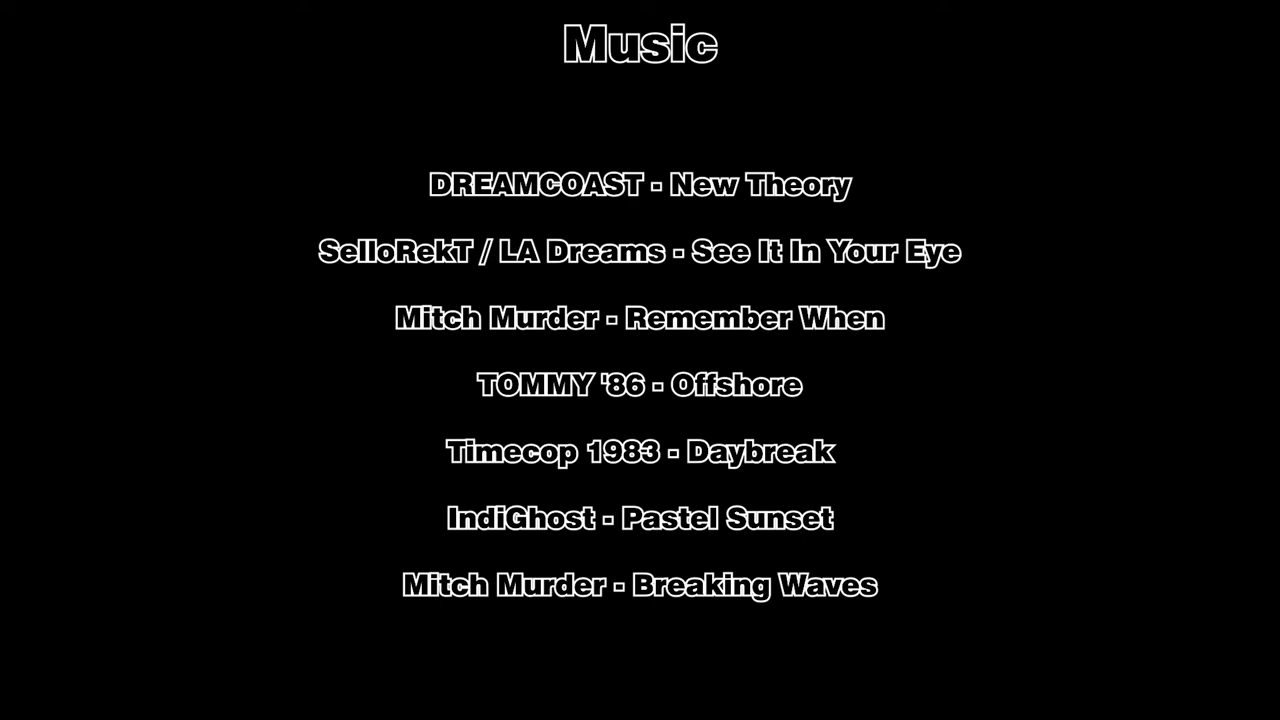 Music
DREAMCOAST - New Theory
SelloRekT / LA Dreams - See It In Your Eye
Mitch Murder - Remember When
TOMMY '86 - Offshore
Timecop 1983 - Daybreak
IndiGhost - Pastel Sunset
Mitch Murder - Breaking Waves